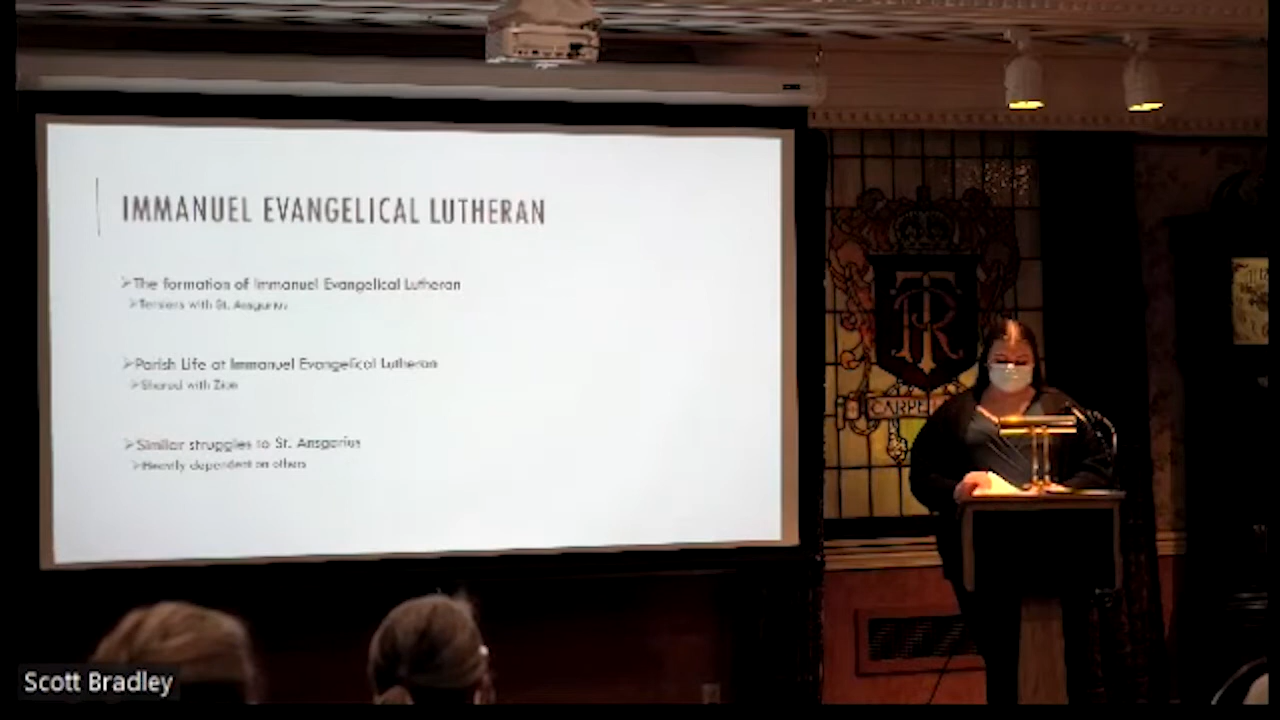 IMMANUEL EVANGELICAL LUTHERAN
➢The formation of Immanuel Evangelical Lutheran
➢Tensions with St. Ansgarius
➢Parish Life at Immanuel Evangelical Lutheran
➢Shared with Zion
➢Similar struggles to St. Ansgarius
➢Heavily dependent on others
TR
Scott Bradley